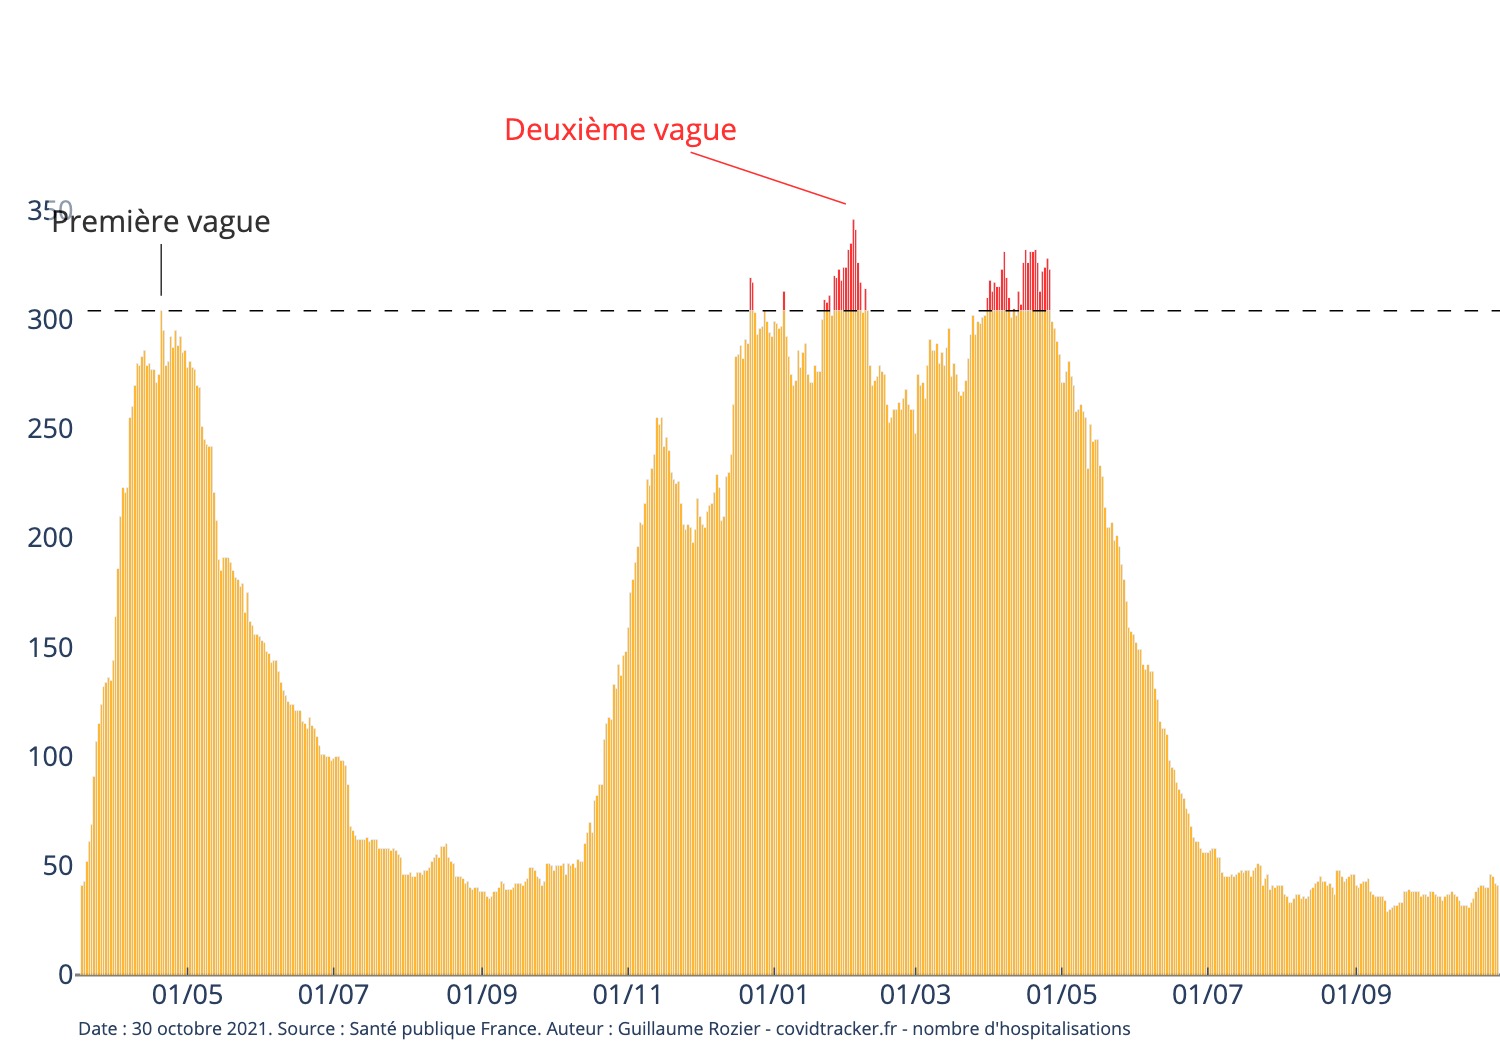 Deuxième vague
350
Première vague
300
250
200
150
100
50
0
01/05 01/07 01/09 01/11 01/01 01/03 01/05 01/07 01/09
Date : 30 octobre 2021. Source : Santé publique France. Auteur : Guillaume Rozier - covidtracker.fr - nombre d'hospitalisations